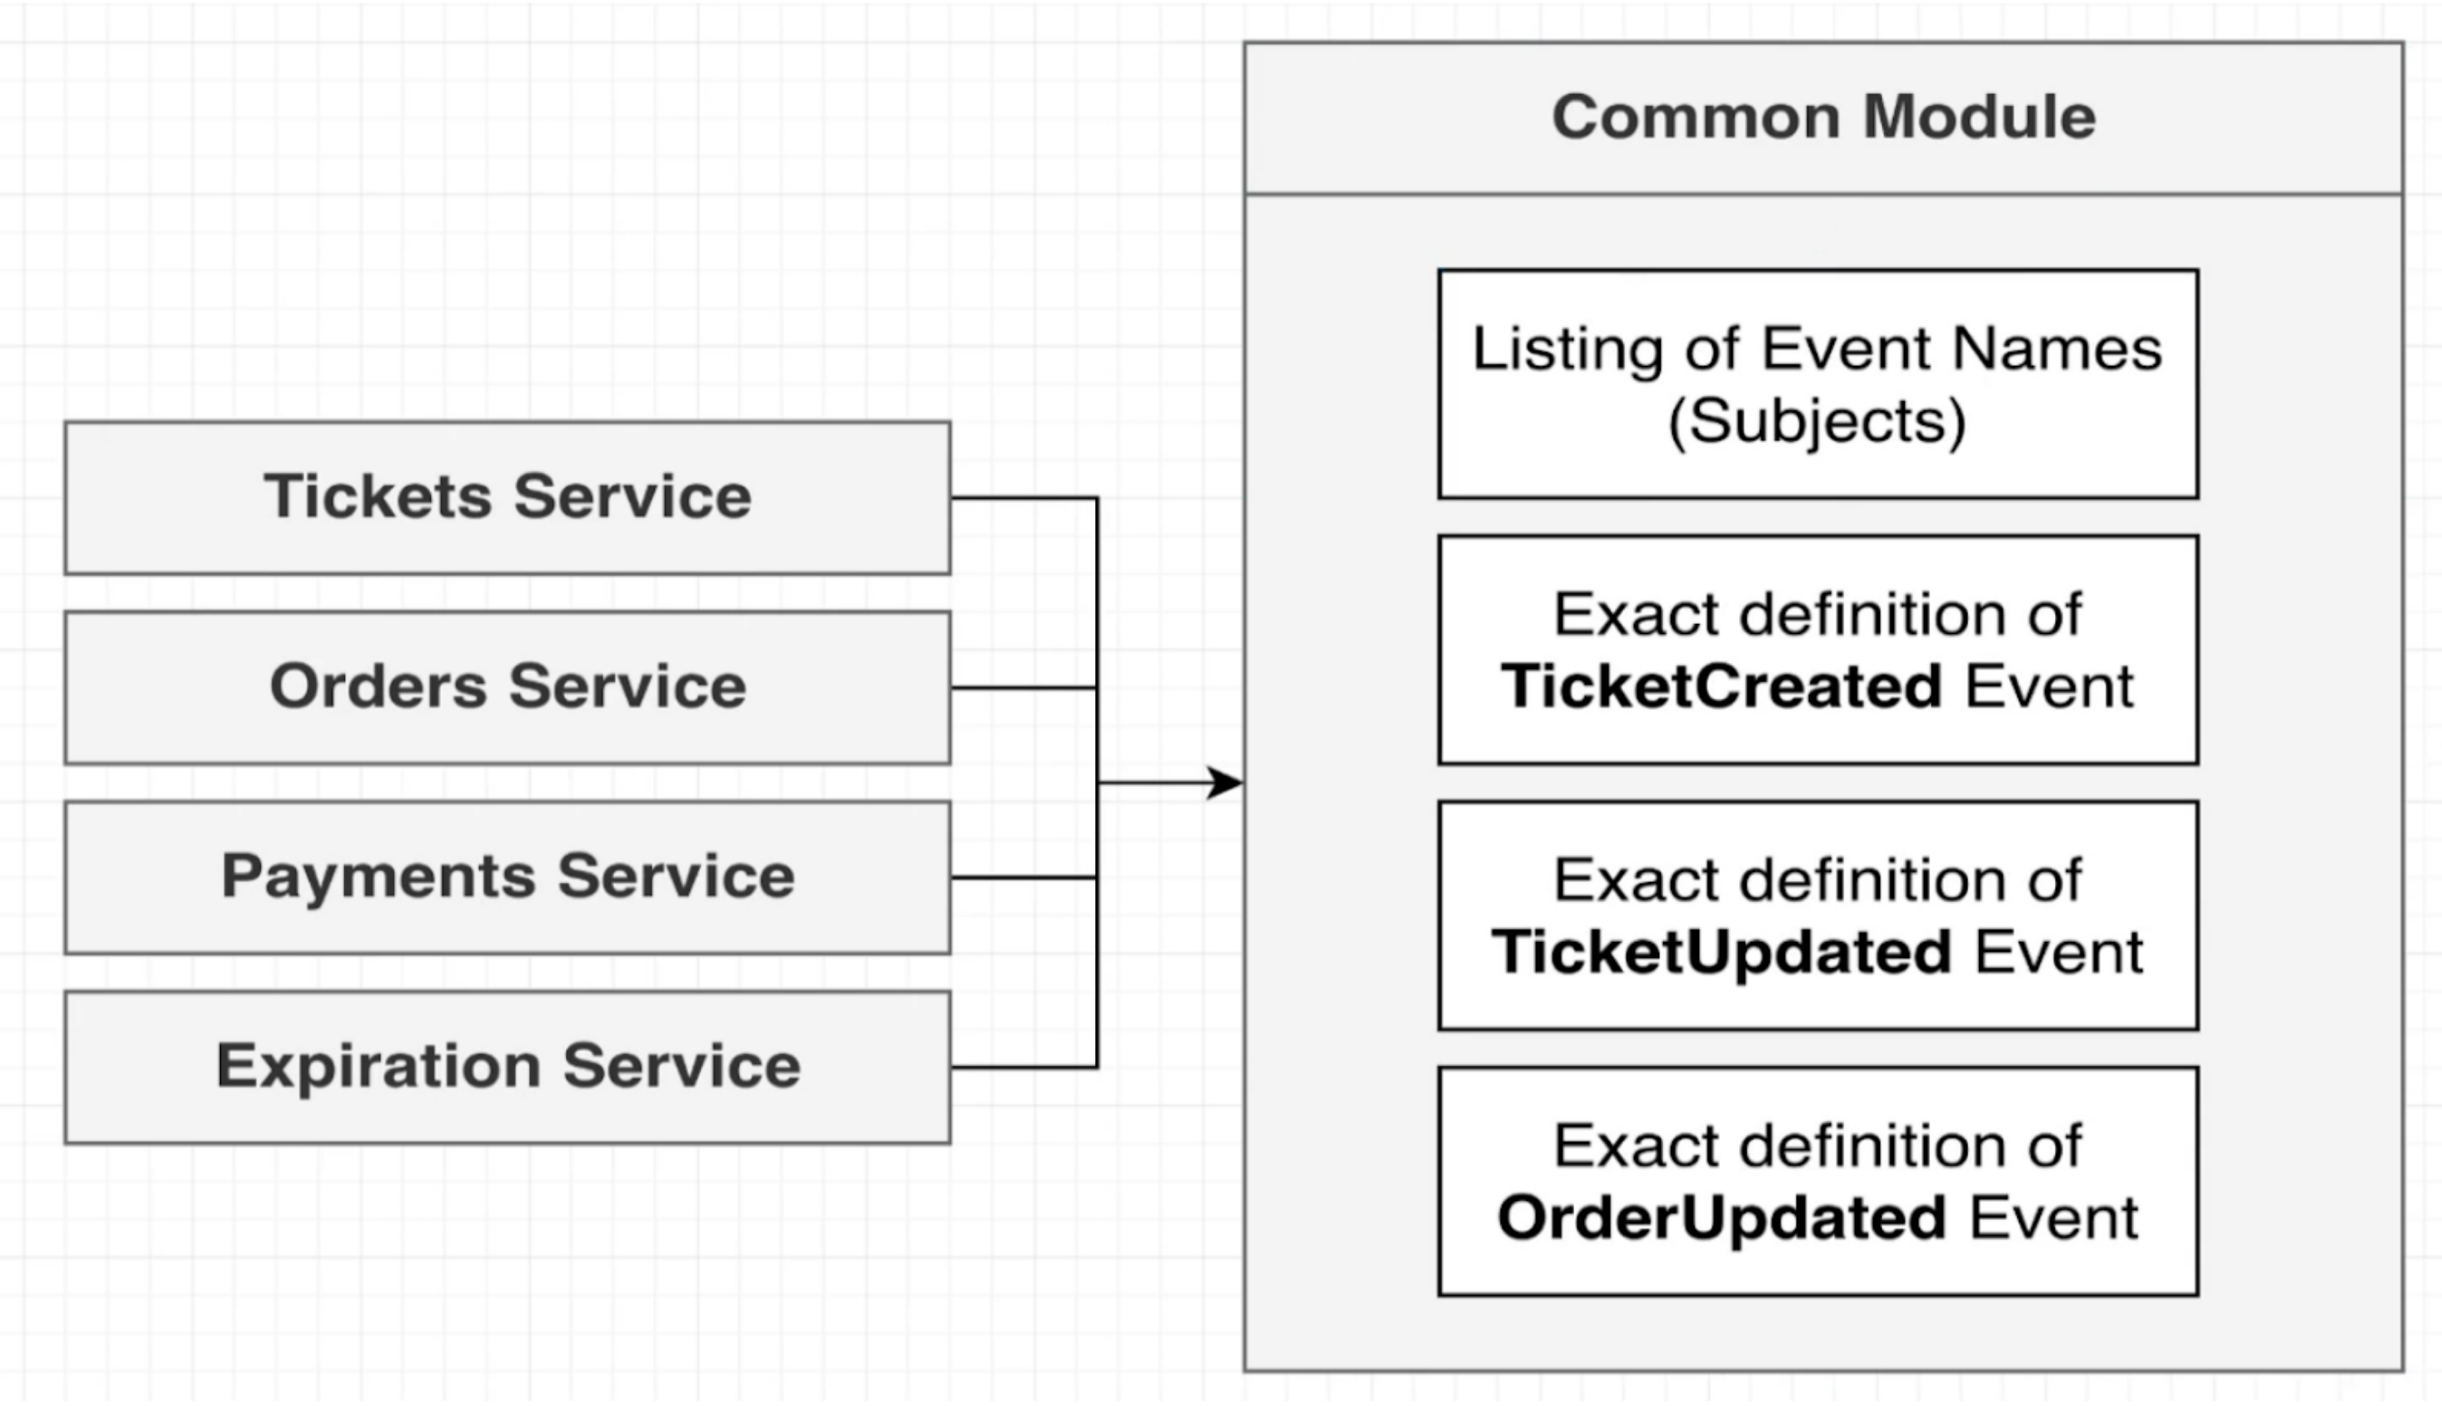 Common Module
Listing of Event Names
(Subjects)
Tickets Service
Exact definition of
TicketCreated Event
Orders Service
Payments Service
Exact definition of
TicketUpdated Event
Expiration Service
Exact definition of
OrderUpdated Event